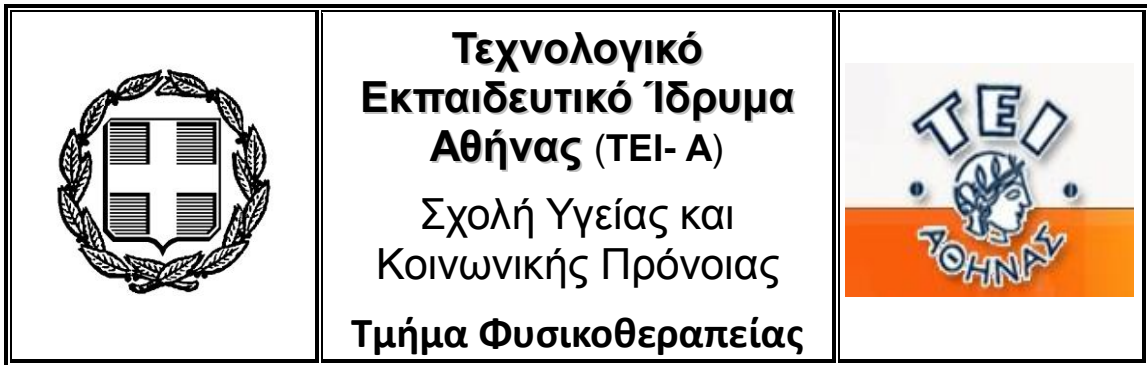 Τεχνολογικό
Εκπαιδευτικό Ίδρυμα
Αθήνας (ΤΕΙ- Α)
Σχολή Υγείας και
Κοινωνικής Πρόνοιας
Τμήμα Φυσικοθεραπείας
ΤΕΙ
ΑΘΗΝΑΣ